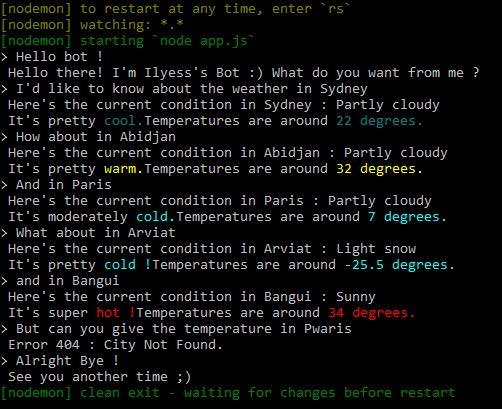 [nodemon] to restart at any time, enter `rs`
[nodemon] watching: *.*
[nodemon] starting `node app.js`
> Hello bot !
Hello there! I'm Ilyess's Bot :) What do you want from me ?
> I'd like to know about the weather in Sydney
Here's the current condition in Sydney : Partly cloudy
It's pretty cool.Temperatures are around 22 degrees.
> How about in Abidjan
Here's the current condition in Abidjan : Partly cloudy
It's pretty warm.Temperatures are around 32 degrees.
> And in Paris
Here's the current condition in Paris : Partly cloudy
It's moderately cold.Temperatures are around 7 degrees.
> What about in Arviat
Here's the current condition in Arviat : Light snow
It's pretty cold !Temperatures are around -25.5 degrees.
> and in Bangui
Here's the current condition in Bangui : Sunny
It's super hot !Temperatures are around 34 degrees.
> But can you give the temperature in Pwaris
Error 404 : City Not Found.
> Alright Bye !
See you another time ;)
[nodemon] clean exit - waiting for changes before restart